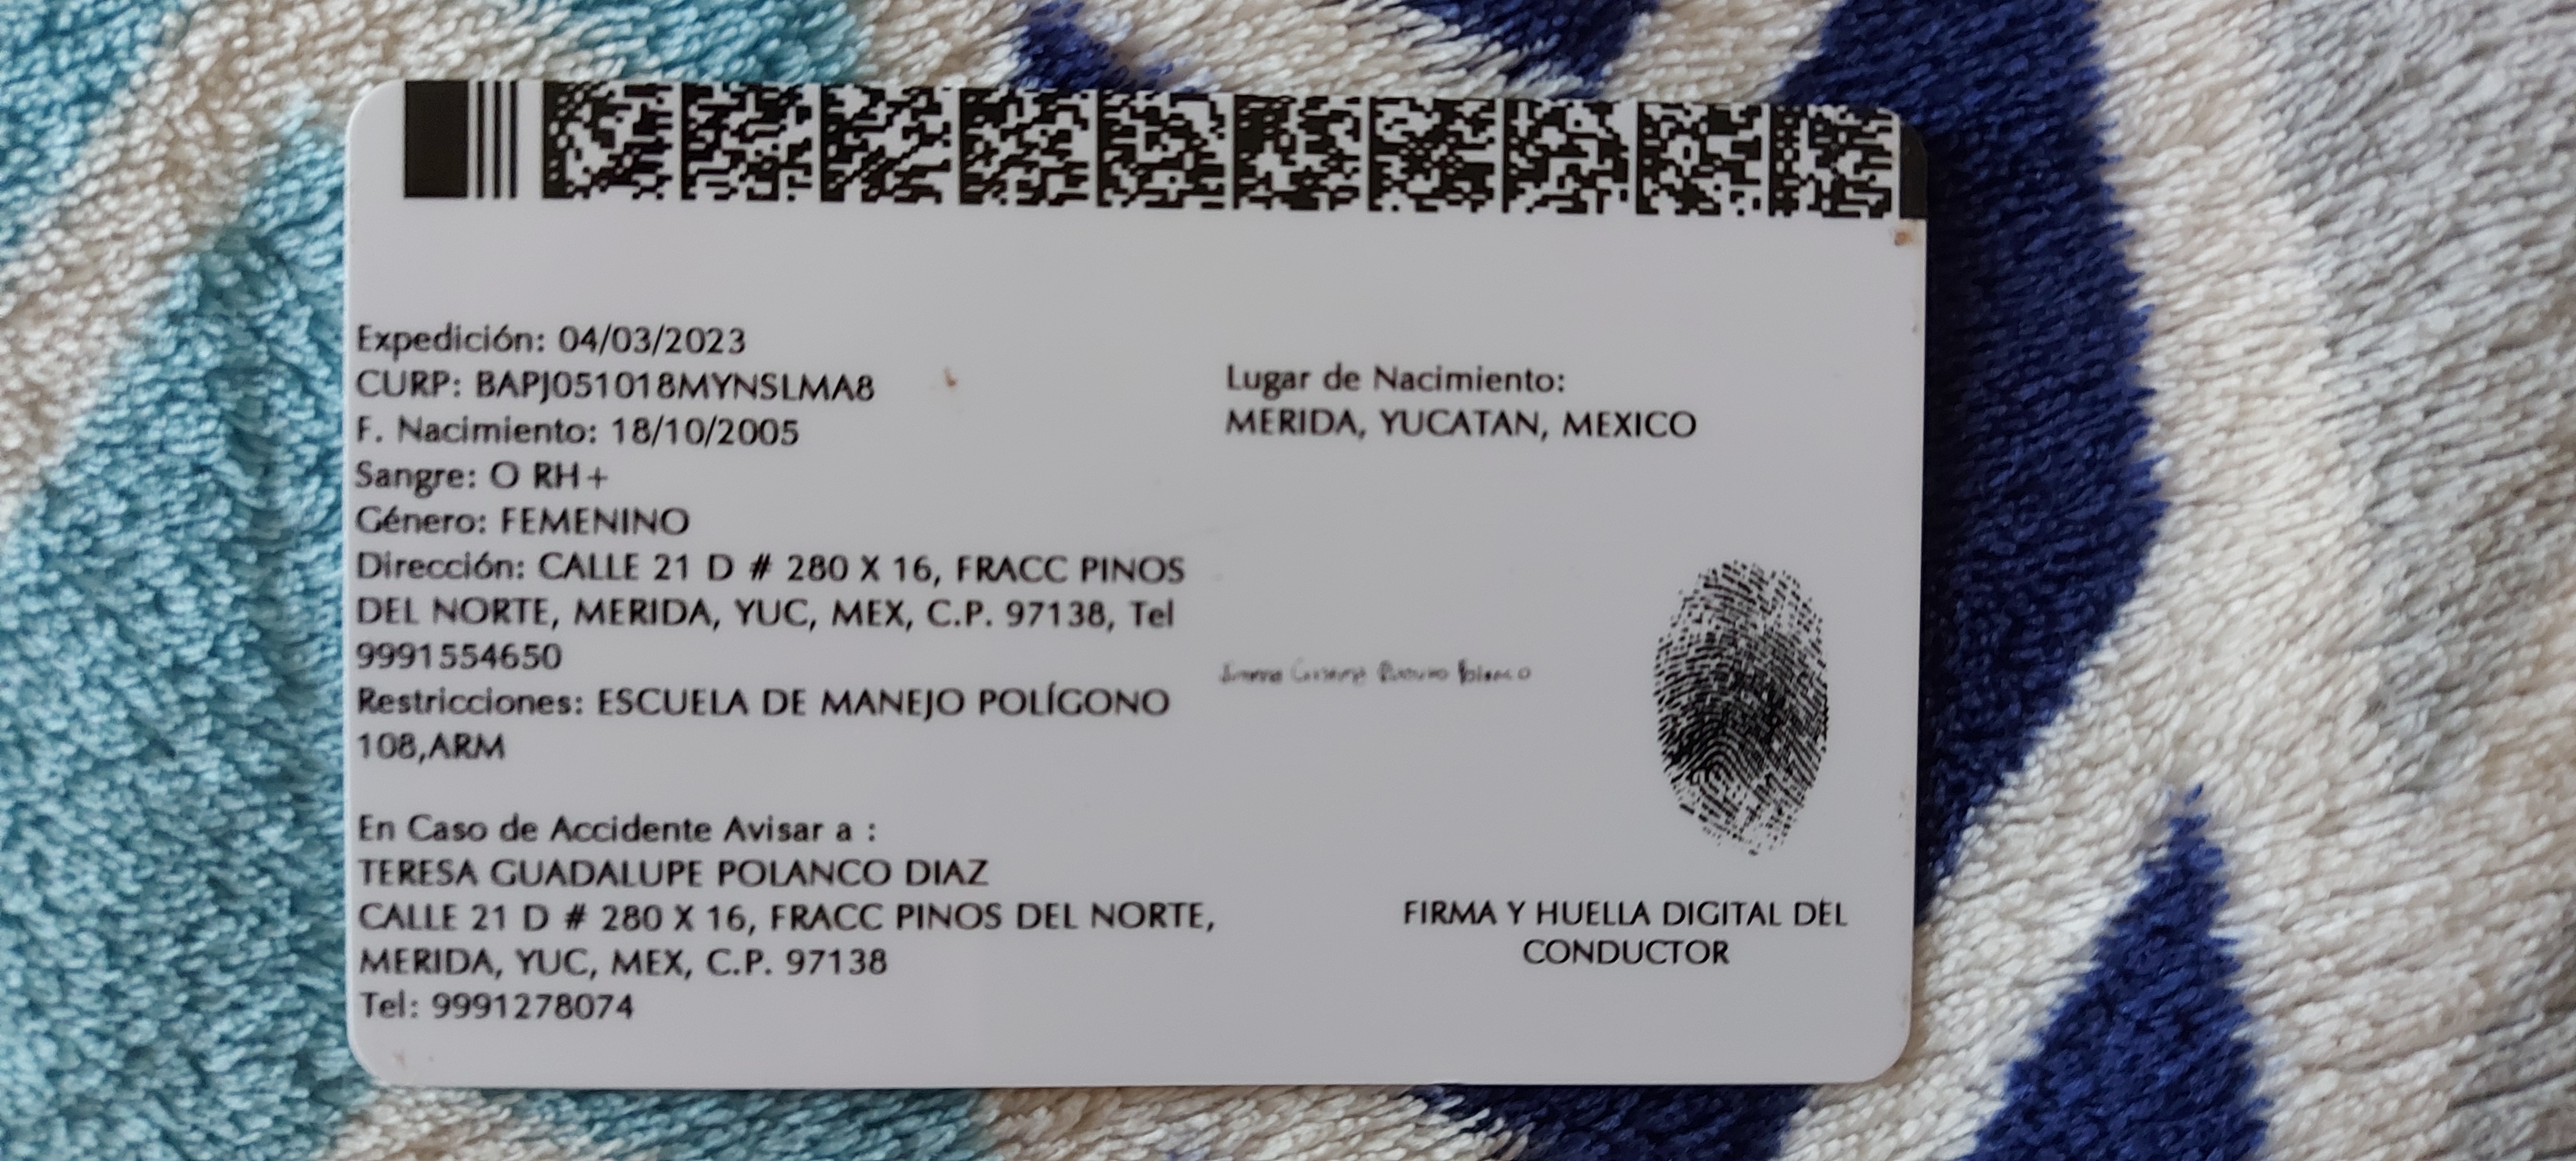 Expedición: 04/03/2023
CURP: BAPJ051018MYNSLMA8
F. Nacimiento: 18/10/2005
Sangre: O RH+
Género: FEMENINO
Dirección: CALLE 21 D # 280 X 16, FRACC PINOS
DEL NORTE, MERIDA, YUC, MEX, C.P. 97138, Tel
9991554650
Restricciones: ESCUELA DE MANEJO POLÍGONO
108,ARM
En Caso de Accidente Avisar a :
TERESA GUADALUPE POLANCO DIAZ
CALLE 21 D # 280 X 16, FRACC PINOS DEL NORTE,
MERIDA, YUC, MEX, C.P. 97138
Tel: 9991278074
Lugar de Nacimiento:
MERIDA, YUCATAN, MEXICO
Polanco
FIRMA Y HUELLA DIGITAL DEL
CONDUCTOR